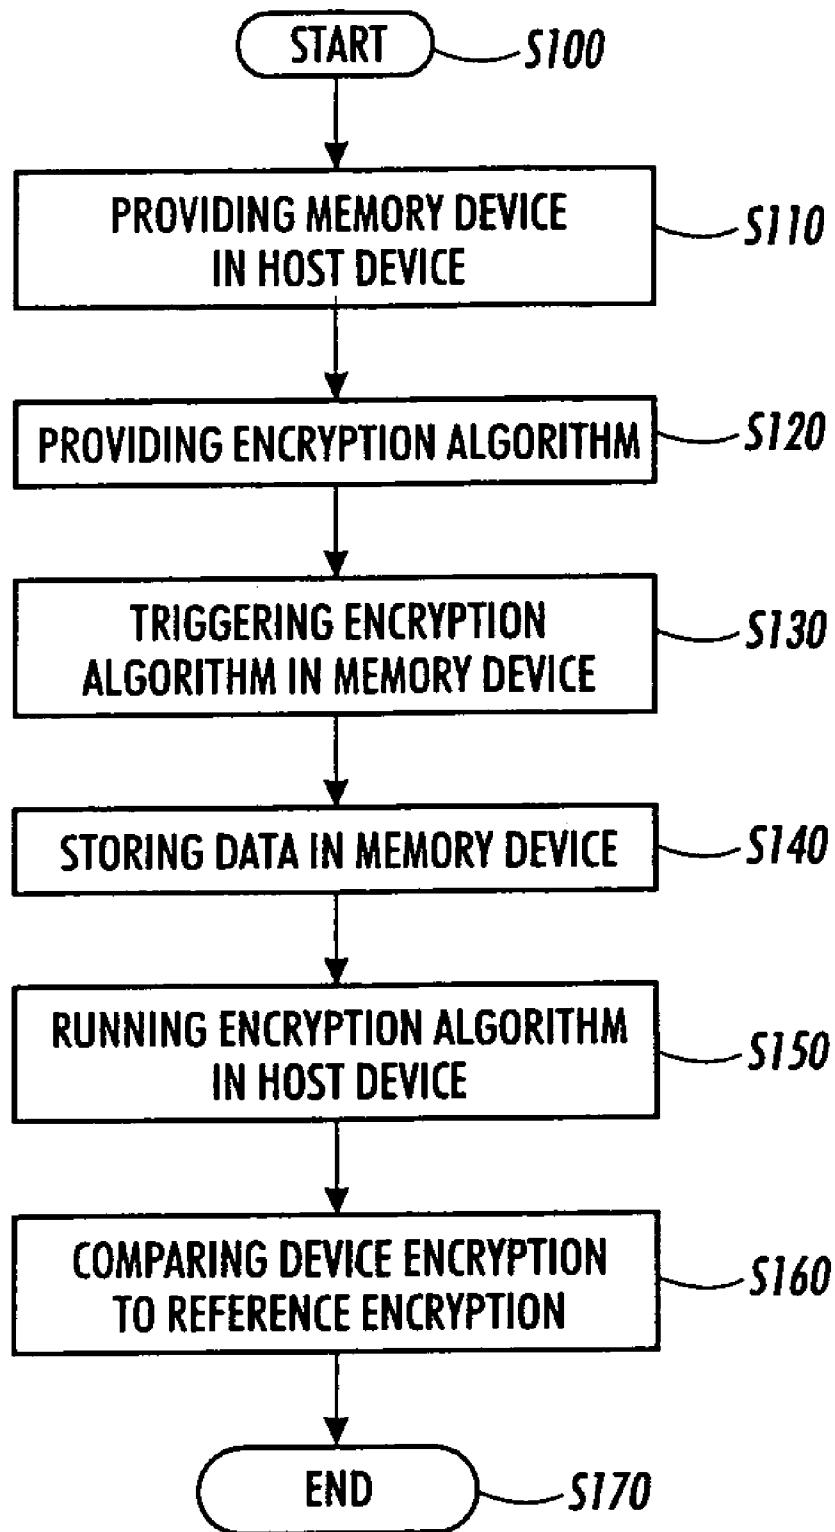 START
S100
PROVIDING MEMORY DEVICE
IN HOST DEVICE
S110
PROVIDING ENCRYPTION ALGORITHM
S120
TRIGGERING ENCRYPTION
ALGORITHM IN MEMORY DEVICE
S130
STORING DATA IN MEMORY DEVICE
S140
RUNNING ENCRYPTION ALGORITHM
IN HOST DEVICE
S150
COMPARING DEVICE ENCRYPTION
TO REFERENCE ENCRYPTION
S160
END
S170